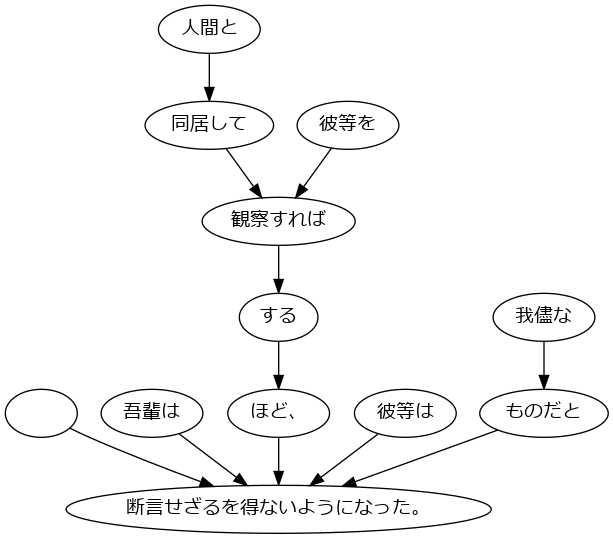 人間と
同居して
彼等を
観察すれば
する
我儘な
吾輩は
ほど、
彼等は
ものだと
断言せざるを得ないようになった。